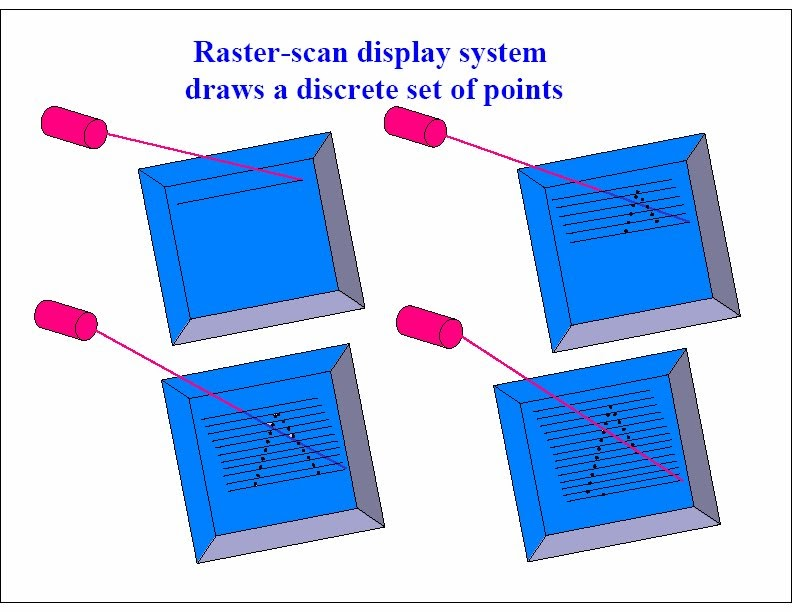 Raster-scan display system
draws a discrete set of points